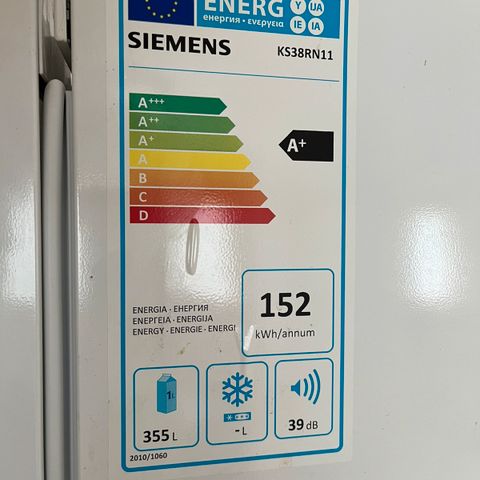 ENERG
Y IJA
IE IA
енергия · ενεργεια
SIEMENS KS38RN11
A+++
A++
A+
A
B
C
D
A+
ENERGIA · ЕНЕРГИЯ
ΕΝΕΡΓΕΙΑ · ENERGIJA
ENERGY · ENERGIE · ENERGI
152
kWh/annum
1L
355 L
- L
39 dB
2010/1060